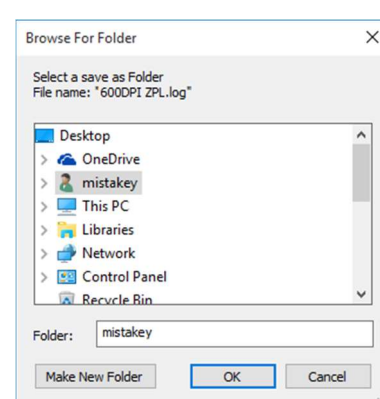 Browse For Folder
Select a save as Folder
File name: "600DPI ZPL.log"
Desktop
OneDrive
mistakey
This PC
Libraries
Network
Control Panel
Recycle Bin
Folder: mistakey
Make New Folder OK Cancel